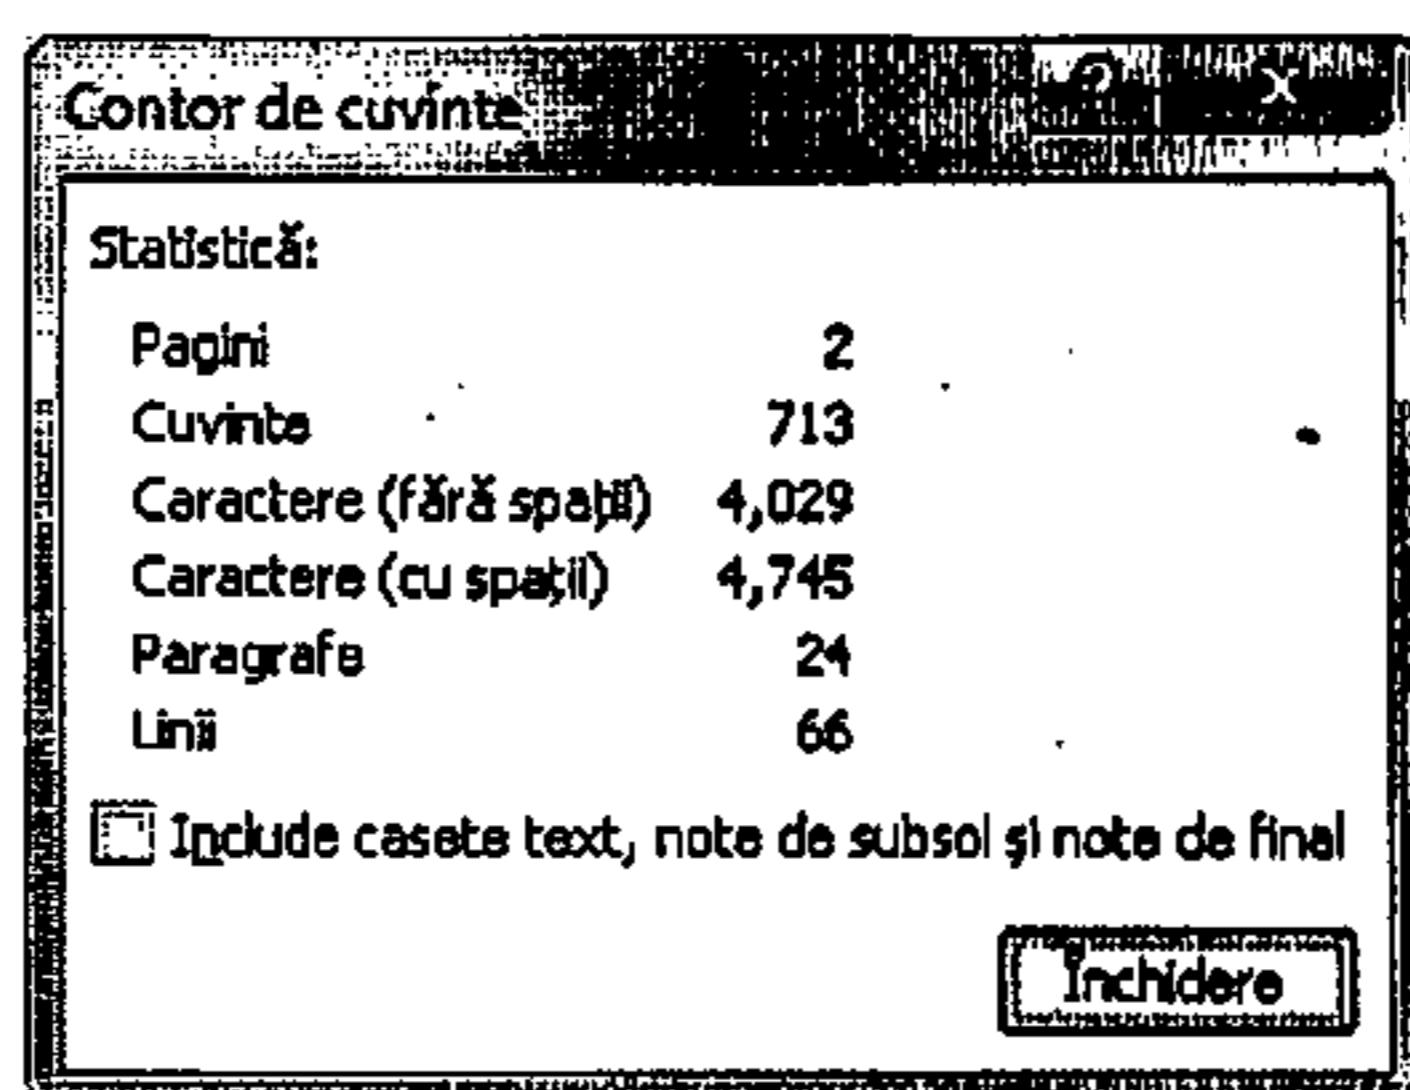 Contor de cuvinte
Statistică:
Pagini 2
Cuvinte 713
Caractere (fără spații) 4,029
Caractere (cu spații) 4,745
Paragrafe 24
Linii 66
Include casete text, note de subsol și note de final
Închidere